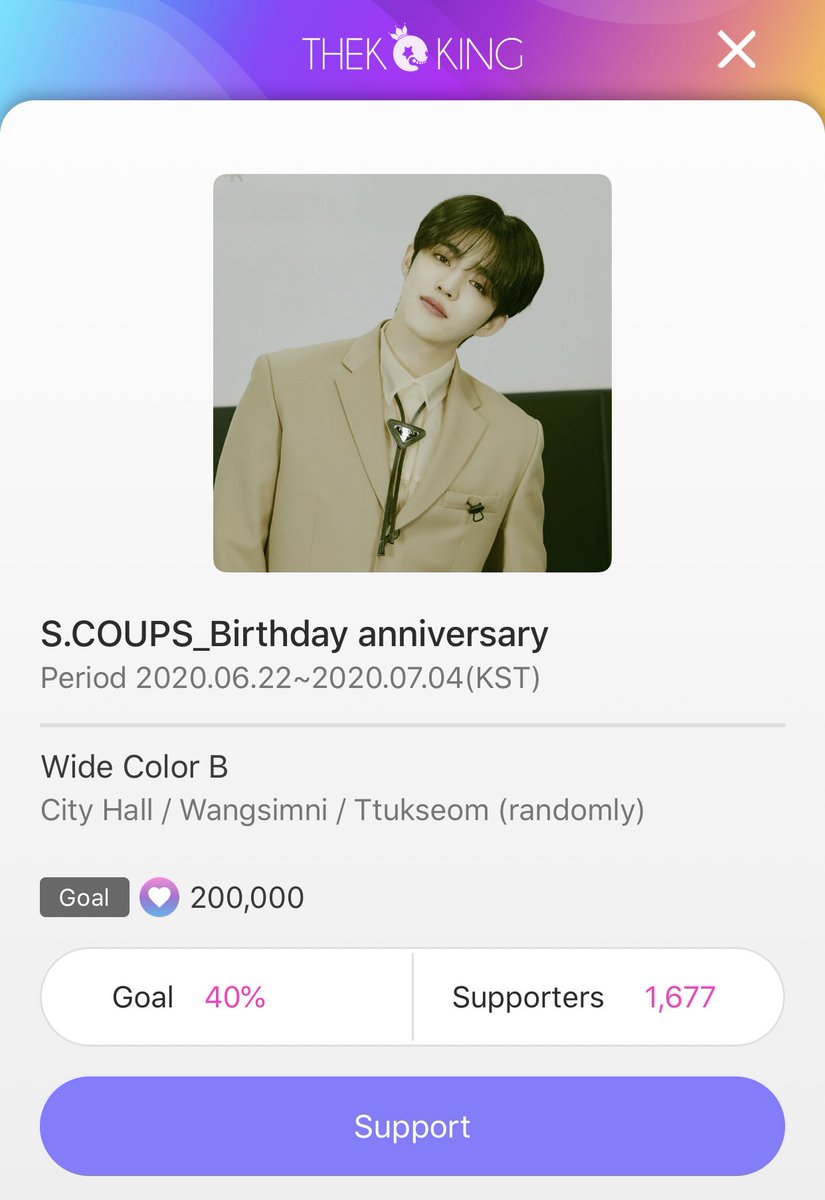 THEK KING
S.COUPS_Birthday anniversary
Period 2020.06.22~2020.07.04(KST)
Wide Color B
City Hall / Wangsimni / Ttukseom (randomly)
Goal 200,000
Goal 40% Supporters 1,677
Support